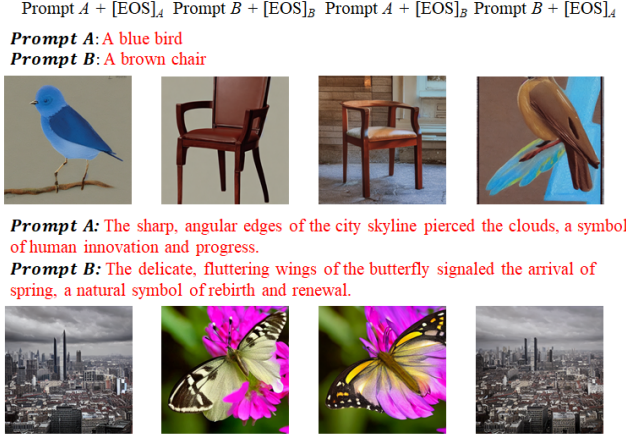 Prompt A + [EOS]A Prompt B + [EOS]B Prompt A + [EOS]B Prompt B + [EOS]A
Prompt A: A blue bird
Prompt B: A brown chair
Prompt A: The sharp, angular edges of the city skyline pierced the clouds, a symbol
of human innovation and progress.
Prompt B: The delicate, fluttering wings of the butterfly signaled the arrival of
spring, a natural symbol of rebirth and renewal.